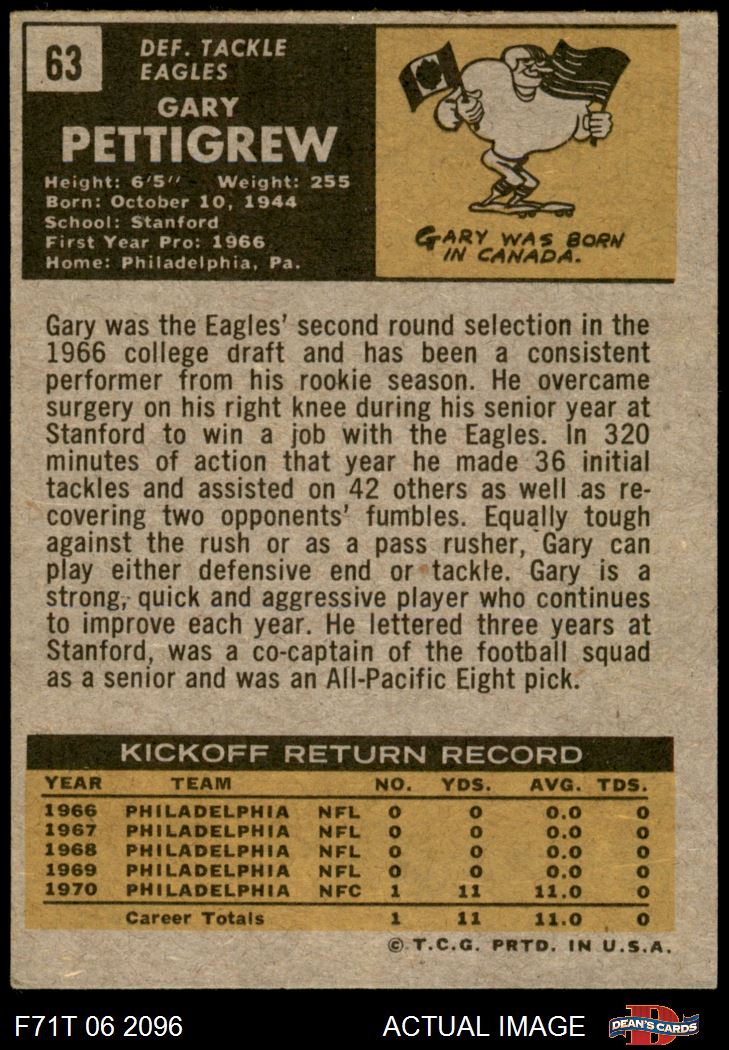 63
DEF. TACKLE
EAGLES
GARY
PETTIGREW
Height: 6'5" Weight: 255
Born: October 10, 1944
School: Stanford
First Year Pro: 1966
Home: Philadelphia, Pa.
GARY WAS BORN
IN CANADA.
Gary was the Eagles' second round selection in the
1966 college draft and has been a consistent
performer from his rookie season. He overcame
surgery on his right knee during his senior year at
Stanford to win a job with the Eagles. In 320
minutes of action that year he made 36 initial
tackles and assisted on 42 others as well as re-
covering two opponents' fumbles. Equally tough
against the rush or as a pass rusher, Gary can
play either defensive end or tackle. Gary is a
strong, quick and aggressive player who continues
to improve each year. He lettered three years at
Stanford, was a co-captain of the football squad
as a senior and was an All-Pacific Eight pick.
KICKOFF RETURN RECORD
YEAR TEAM NO. YDS. AVG. TDS.
1966 PHILADELPHIA NFL 0 0 0.0 0
1967 PHILADELPHIA NFL 0 0 0.0 0
1968 PHILADELPHIA NFL 0 0 0.0 0
1969 PHILADELPHIA NFL 0 0 0.0 0
1970 PHILADELPHIA NFC 1 11 11.0 0
Career Totals 1 11 11.0 0
© T.C.G. PRTD. IN U.S.A.
F71T 06 2096 ACTUAL IMAGE
D
DEAN'S CARDS